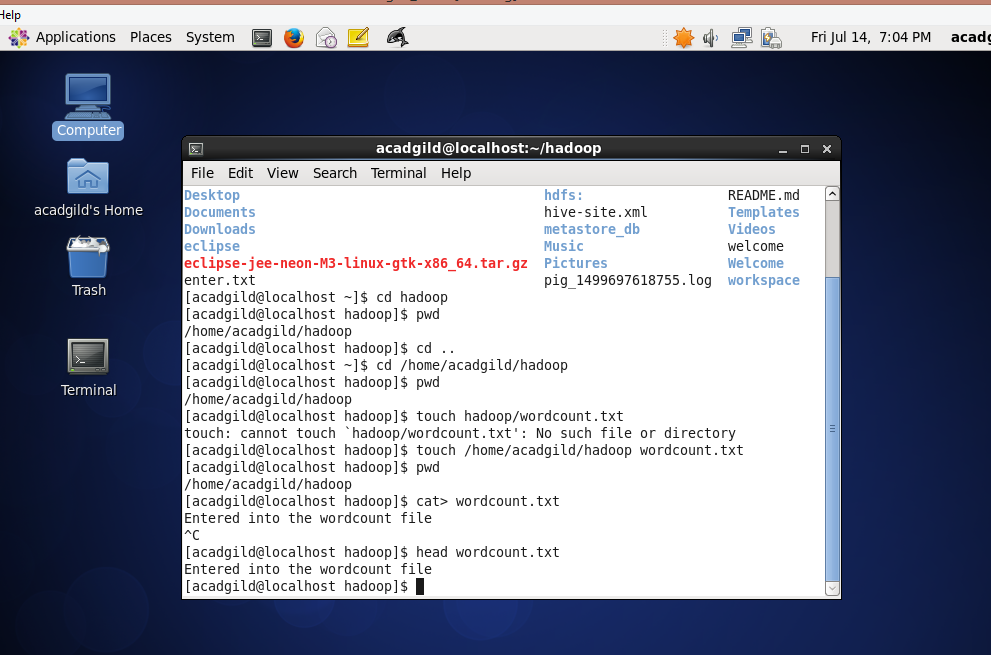 Help
Applications Places System Fri Jul 14, 7:04 PM acadg
Computer
acadgild's Home
Trash
Terminal
acadgild@localhost:~/hadoop
File Edit View Search Terminal Help
Desktop hdfs: README.md
Documents hive-site.xml Templates
Downloads metastore_db Videos
eclipse Music welcome
eclipse-jee-neon-M3-linux-gtk-x86_64.tar.gz Pictures Welcome
enter.txt pig_1499697618755.log workspace
[acadgild@localhost ~]$ cd hadoop
[acadgild@localhost hadoop]$ pwd
/home/acadgild/hadoop
[acadgild@localhost hadoop]$ cd ..
[acadgild@localhost ~]$ cd /home/acadgild/hadoop
[acadgild@localhost hadoop]$ pwd
/home/acadgild/hadoop
[acadgild@localhost hadoop]$ touch hadoop/wordcount.txt
touch: cannot touch `hadoop/wordcount.txt': No such file or directory
[acadgild@localhost hadoop]$ touch /home/acadgild/hadoop wordcount.txt
[acadgild@localhost hadoop]$ pwd
/home/acadgild/hadoop
[acadgild@localhost hadoop]$ cat> wordcount.txt
Entered into the wordcount file
^C
[acadgild@localhost hadoop]$ head wordcount.txt
Entered into the wordcount file
[acadgild@localhost hadoop]$